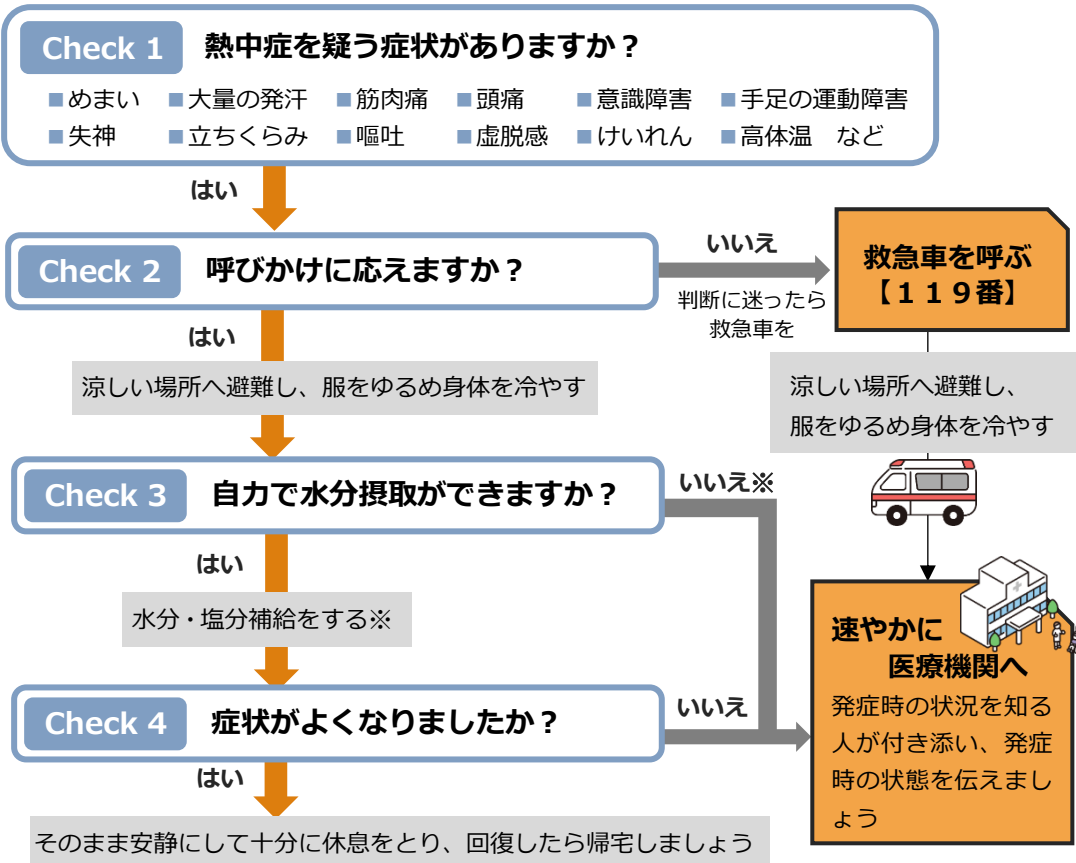 Check 1 熱中症を疑う症状がありますか？
■めまい ■大量の発汗 ■筋肉痛 ■頭痛 ■意識障害 ■手足の運動障害
■失神 ■立ちくらみ ■嘔吐 ■虚脱感 ■けいれん ■高体温 など
はい
Check 2 呼びかけに応えますか？
いいえ
判断に迷ったら
救急車を
救急車を呼ぶ
【１１９番】
はい
涼しい場所へ避難し、服をゆるめ身体を冷やす
涼しい場所へ避難し、
服をゆるめ身体を冷やす
Check 3 自力で水分摂取ができますか？
いいえ※
はい
水分・塩分補給をする※
Check 4 症状がよくなりましたか？
いいえ
速やかに
医療機関へ
発症時の状況を知る
人が付き添い、発症
時の状態を伝えまし
ょう
はい
そのまま安静にして十分に休息をとり、回復したら帰宅しましょう